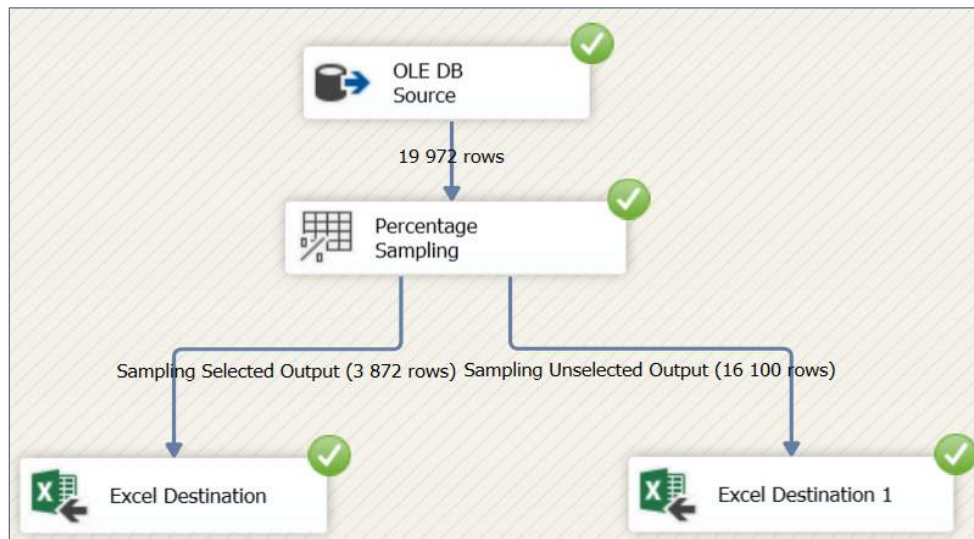 OLE DB
Source
19 972 rows
Percentage
Sampling
Sampling Selected Output (3 872 rows)
Sampling Unselected Output (16 100 rows)
Excel Destination
Excel Destination 1